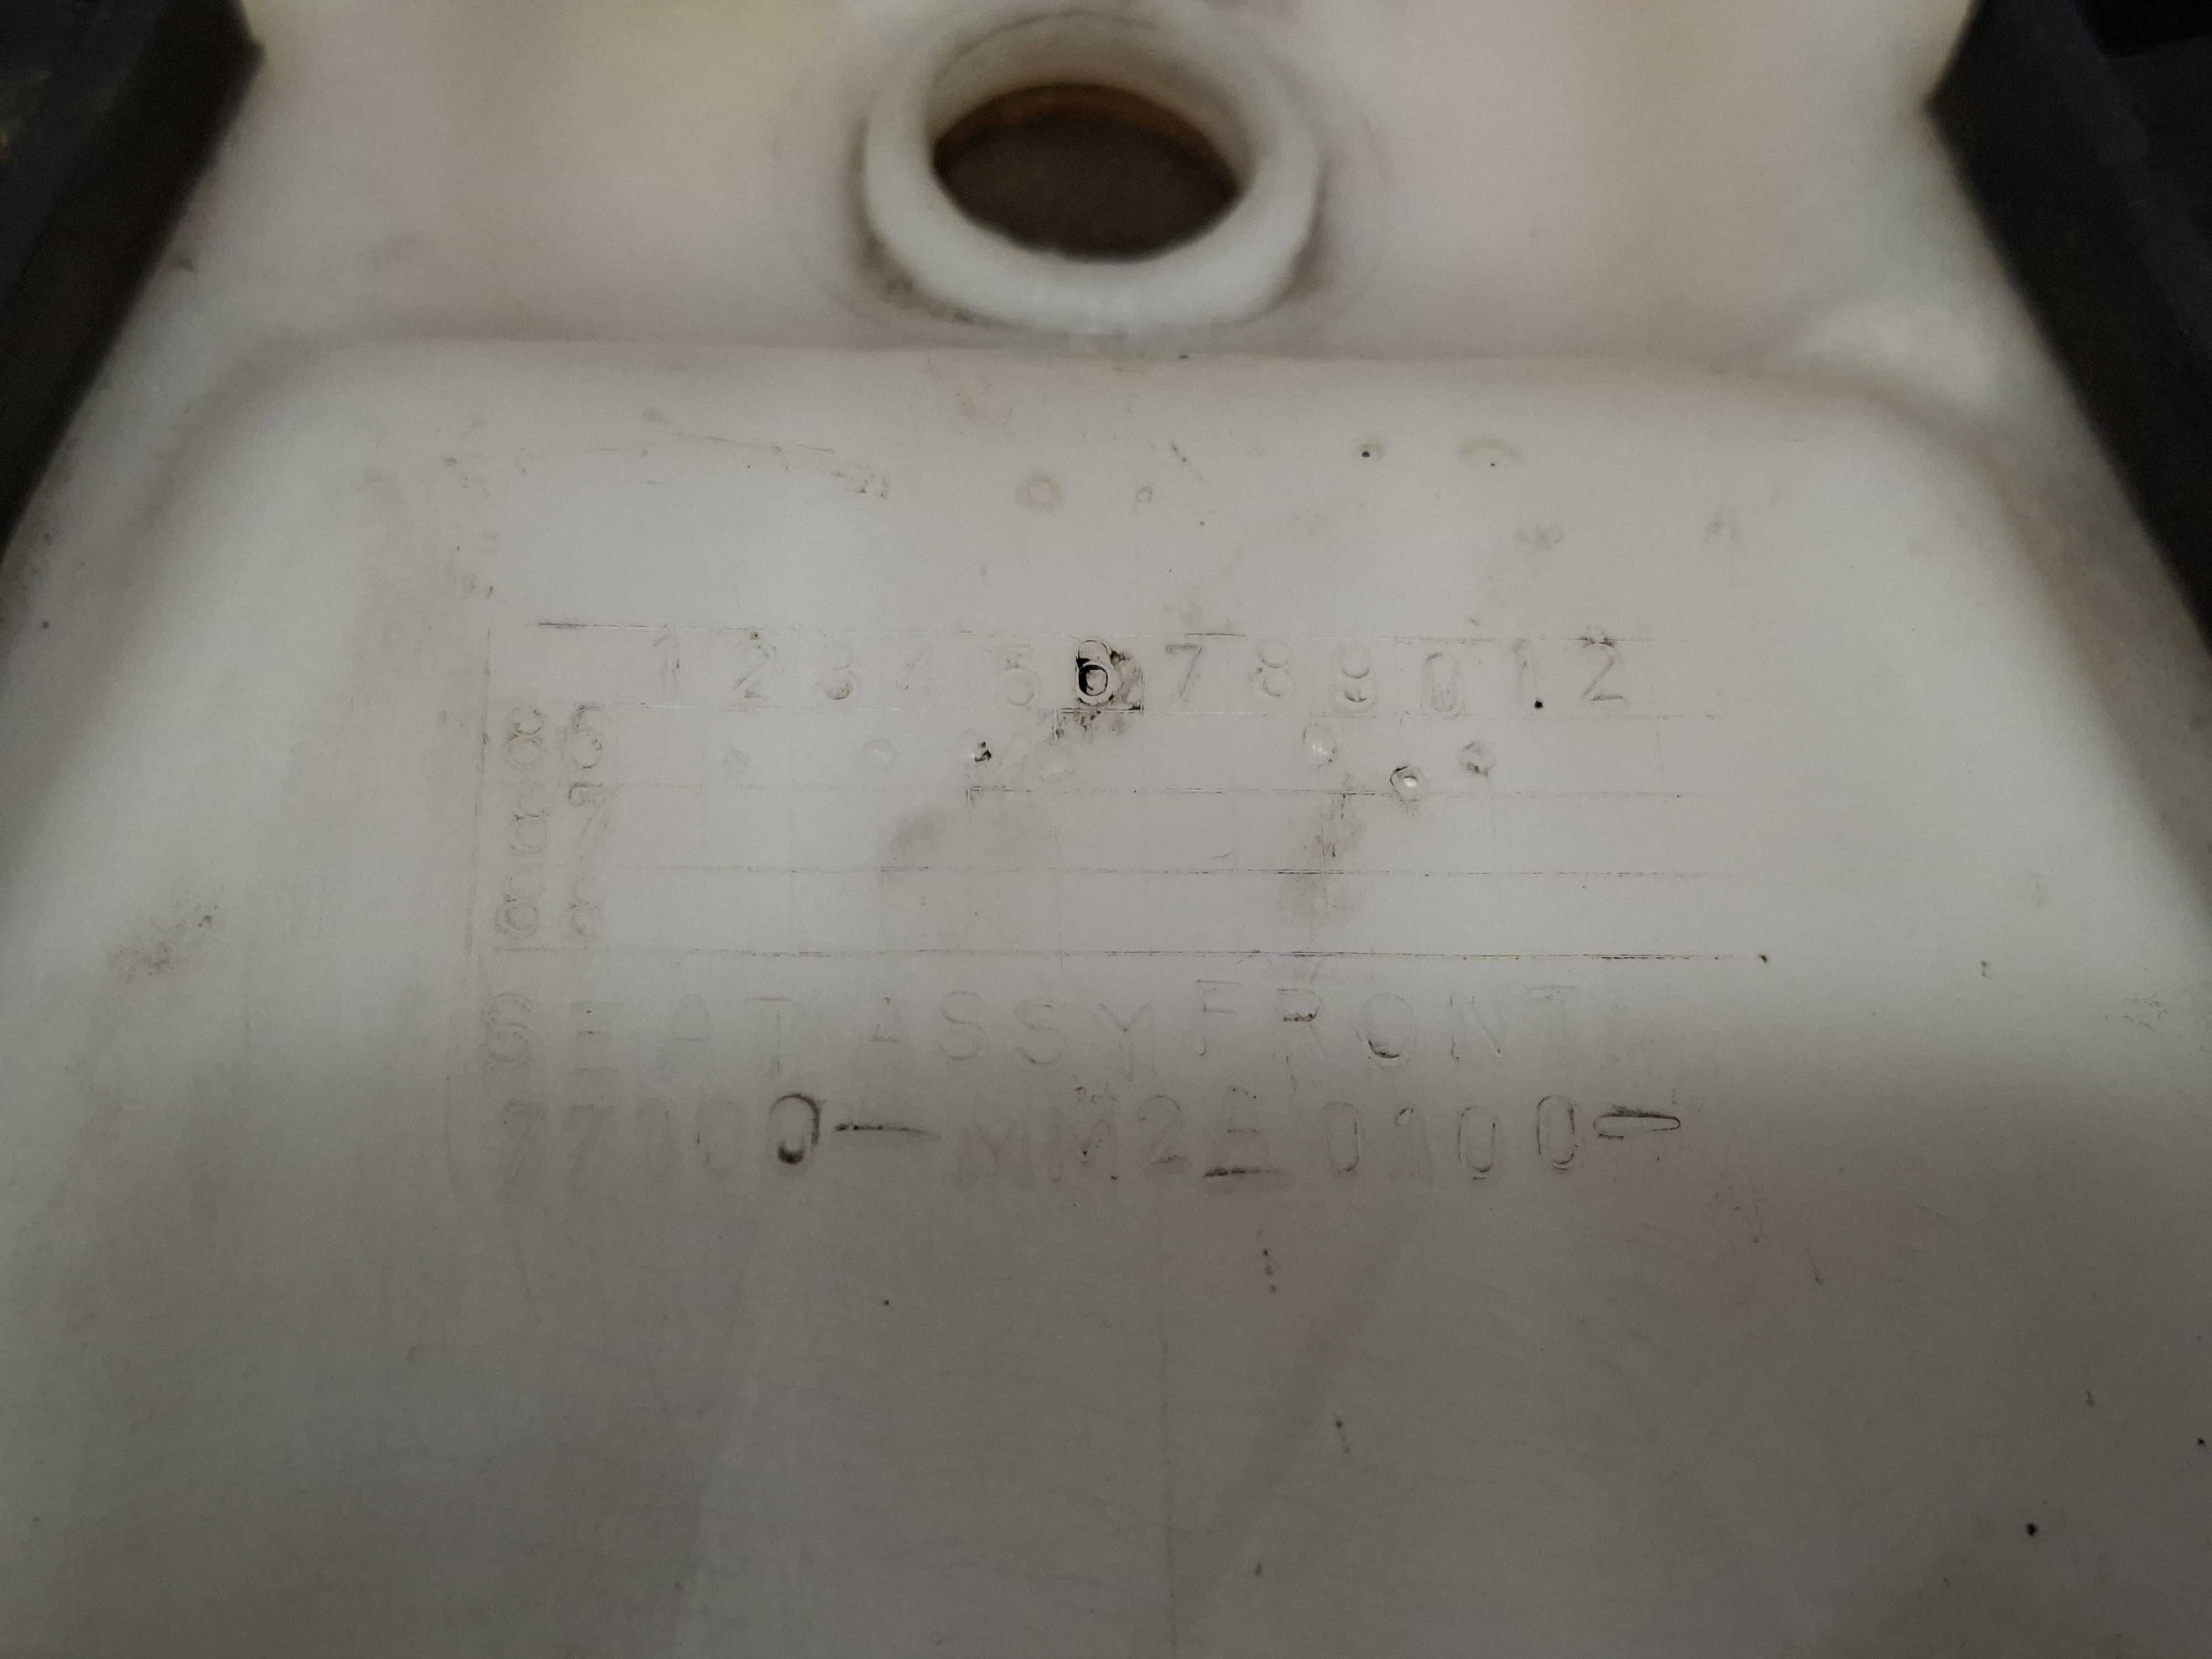 1 2 3 4 5 6 7 8 9 0 1 2
86
87
88
SEAT ASSY FRONT
77100-MM2A-0100-